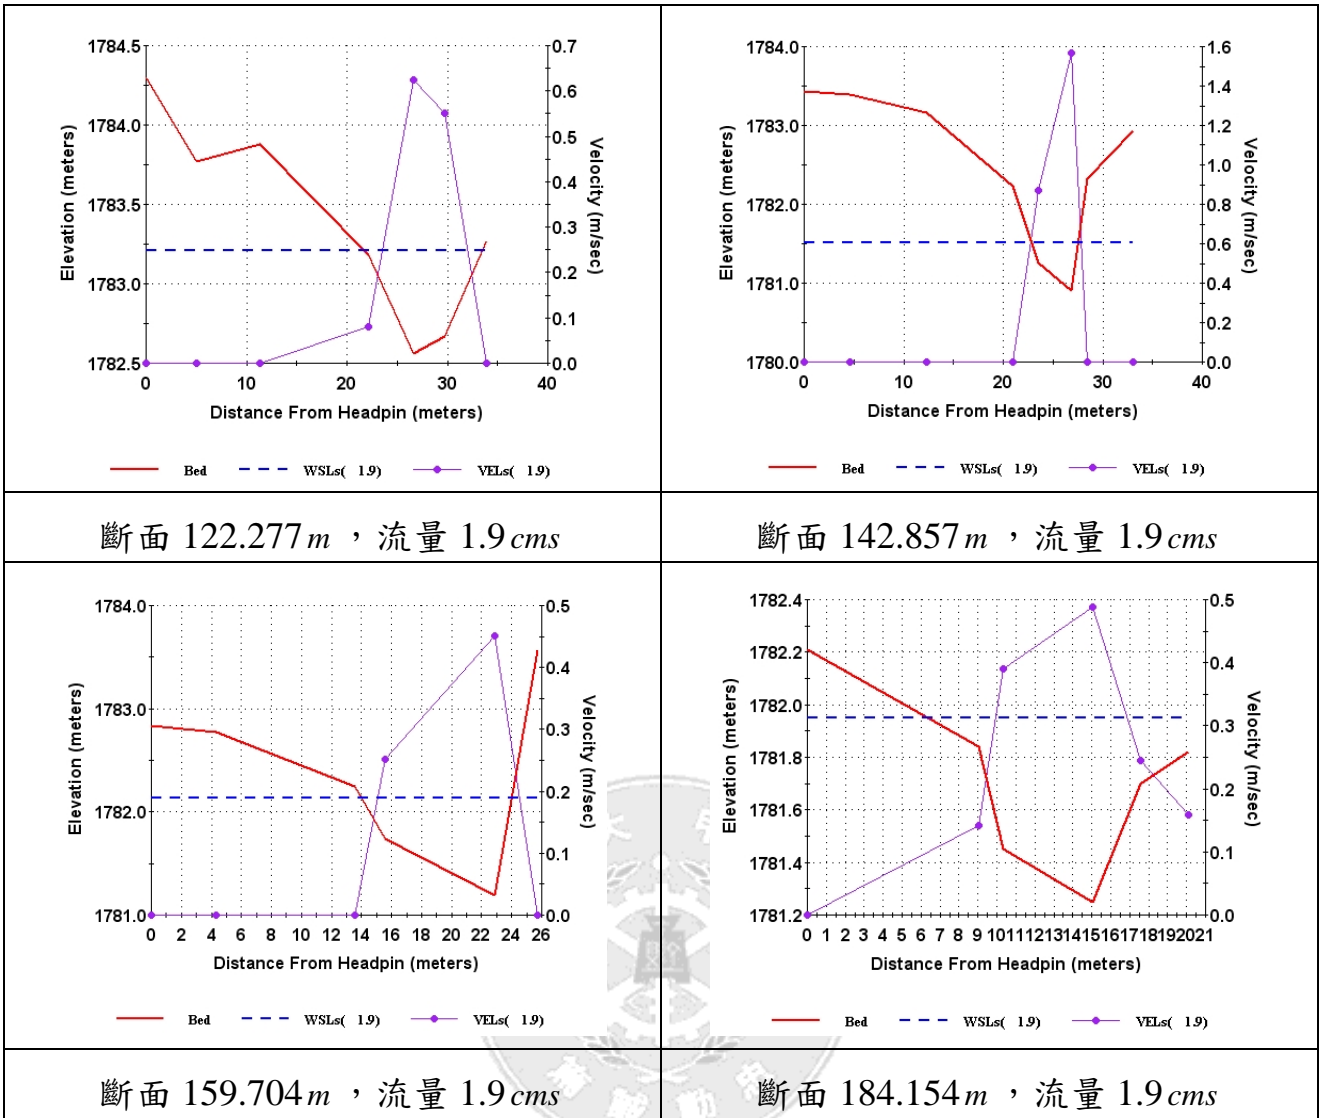 1784.5
1784.0
1783.5
1783.0
1782.5
Elevation (meters)
0.7
0.6
0.5
0.4
0.3
0.2
0.1
0.0
Velocity (m/sec)
0 10 20 30 40
Distance From Headpin (meters)
Bed WSLs( 1.9) VELs( 1.9)
1784.0
1783.0
1782.0
1781.0
1780.0
Elevation (meters)
1.6
1.4
1.2
1.0
0.8
0.6
0.4
0.2
0.0
Velocity (m/sec)
0 10 20 30 40
Distance From Headpin (meters)
Bed WSLs( 1.9) VELs( 1.9)
斷面 122.277 m ,流量 1.9 cms
斷面 142.857 m ,流量 1.9 cms
1784.0
1783.0
1782.0
1781.0
Elevation (meters)
0.5
0.4
0.3
0.2
0.1
0.0
Velocity (m/sec)
0 2 4 6 8 10 12 14 16 18 20 22 24 26
Distance From Headpin (meters)
Bed WSLs( 1.9) VELs( 1.9)
1782.4
1782.2
1782.0
1781.8
1781.6
1781.4
1781.2
Elevation (meters)
0.5
0.4
0.3
0.2
0.1
0.0
Velocity (m/sec)
0 1 2 3 4 5 6 7 8 9 10 11 12 13 14 15 16 17 18 19 20 21
Distance From Headpin (meters)
Bed WSLs( 1.9) VELs( 1.9)
斷面 159.704 m ,流量 1.9 cms
斷面 184.154 m ,流量 1.9 cms